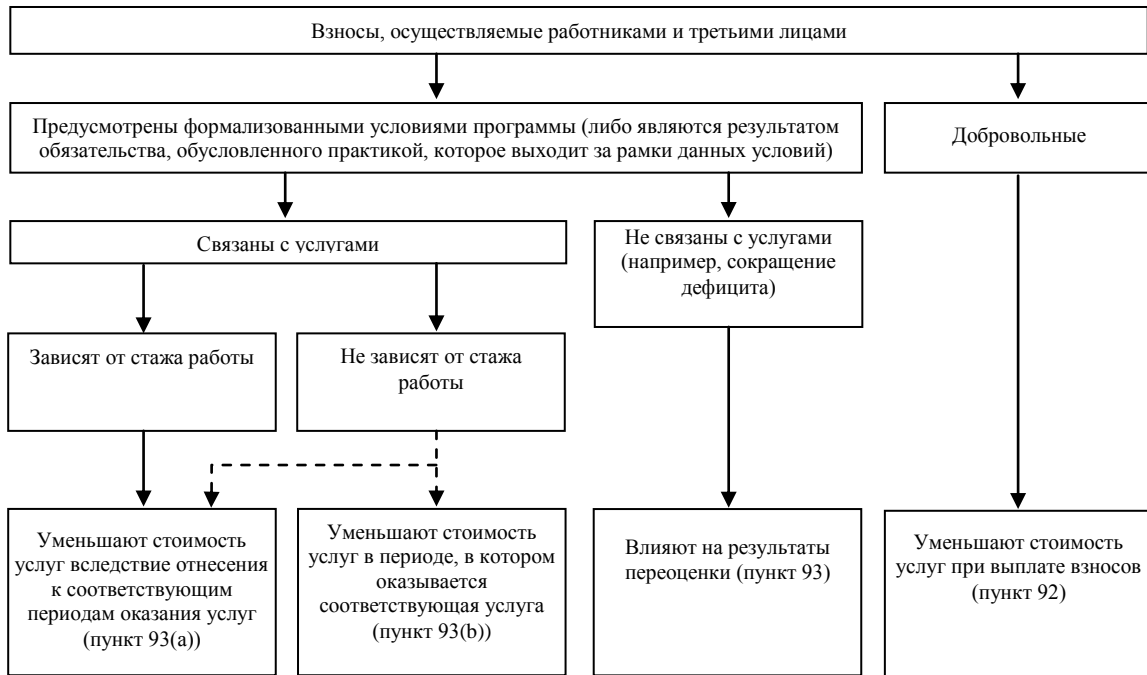 Взносы, осуществляемые работниками и третьими лицами
Предусмотрены формализованными условиями программы (либо являются результатом
обязательства, обусловленного практикой, которое выходит за рамки данных условий)
Добровольные
Связаны с услугами
Не связаны с услугами
(например, сокращение
дефицита)
Зависят от стажа работы
Не зависят от стажа
работы
Уменьшают стоимость
услуг вследствие отнесения
к соответствующим
периодам оказания услуг
(пункт 93(a))
Уменьшают стоимость
услуг в периоде, в котором
оказывается
соответствующая услуга
(пункт 93(b))
Влияют на результаты
переоценки (пункт 93)
Уменьшают стоимость
услуг при выплате взносов
(пункт 92)